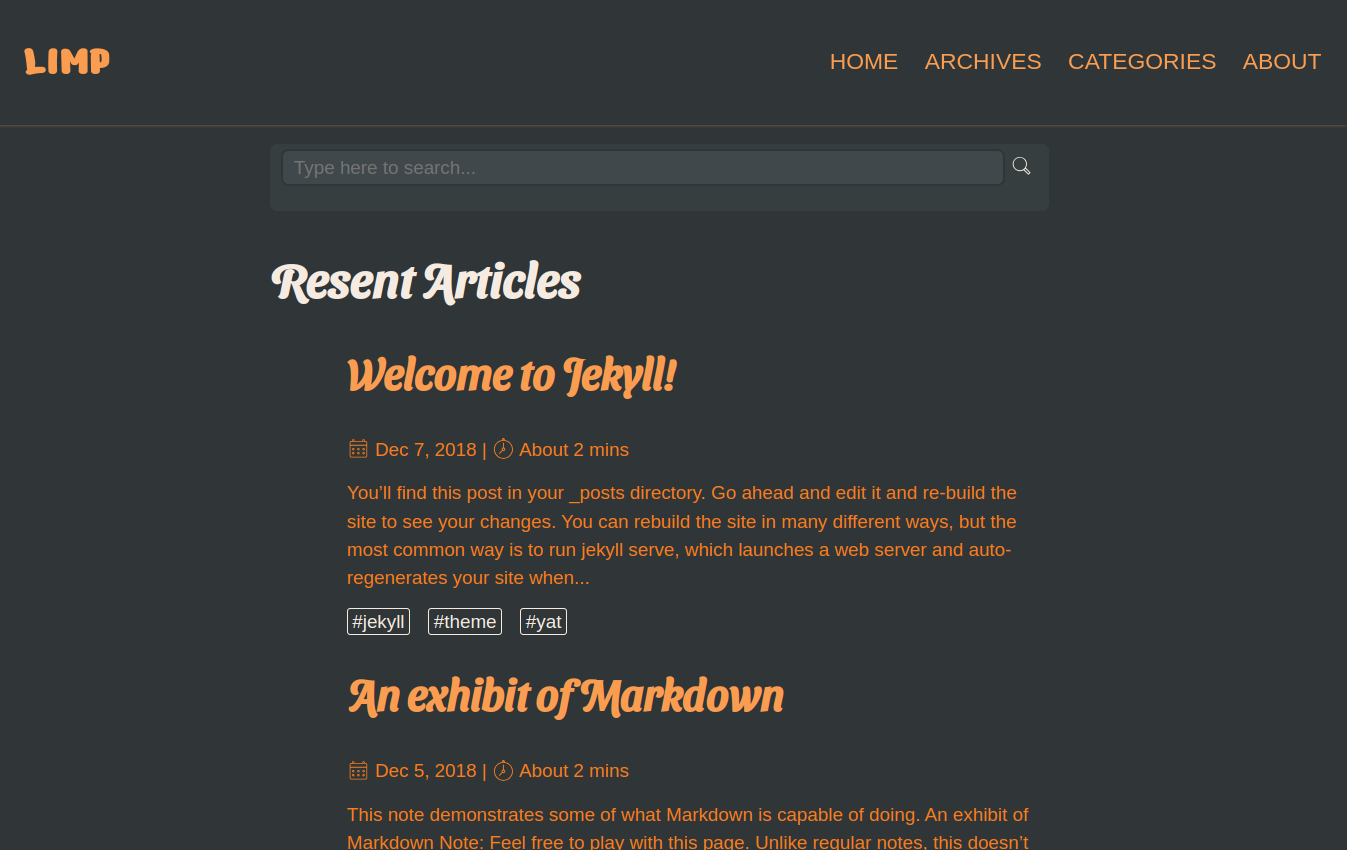 LIMP
HOME ARCHIVES CATEGORIES ABOUT
Type here to search...
Resent Articles
Welcome to Jekyll!
Dec 7, 2018 | About 2 mins
You’ll find this post in your _posts directory. Go ahead and edit it and re-build the
site to see your changes. You can rebuild the site in many different ways, but the
most common way is to run jekyll serve, which launches a web server and auto-
regenerates your site when...
#jekyll #theme #yat
An exhibit of Markdown
Dec 5, 2018 | About 2 mins
This note demonstrates some of what Markdown is capable of doing. An exhibit of
Markdown Note: Feel free to play with this page. Unlike regular notes, this doesn’t